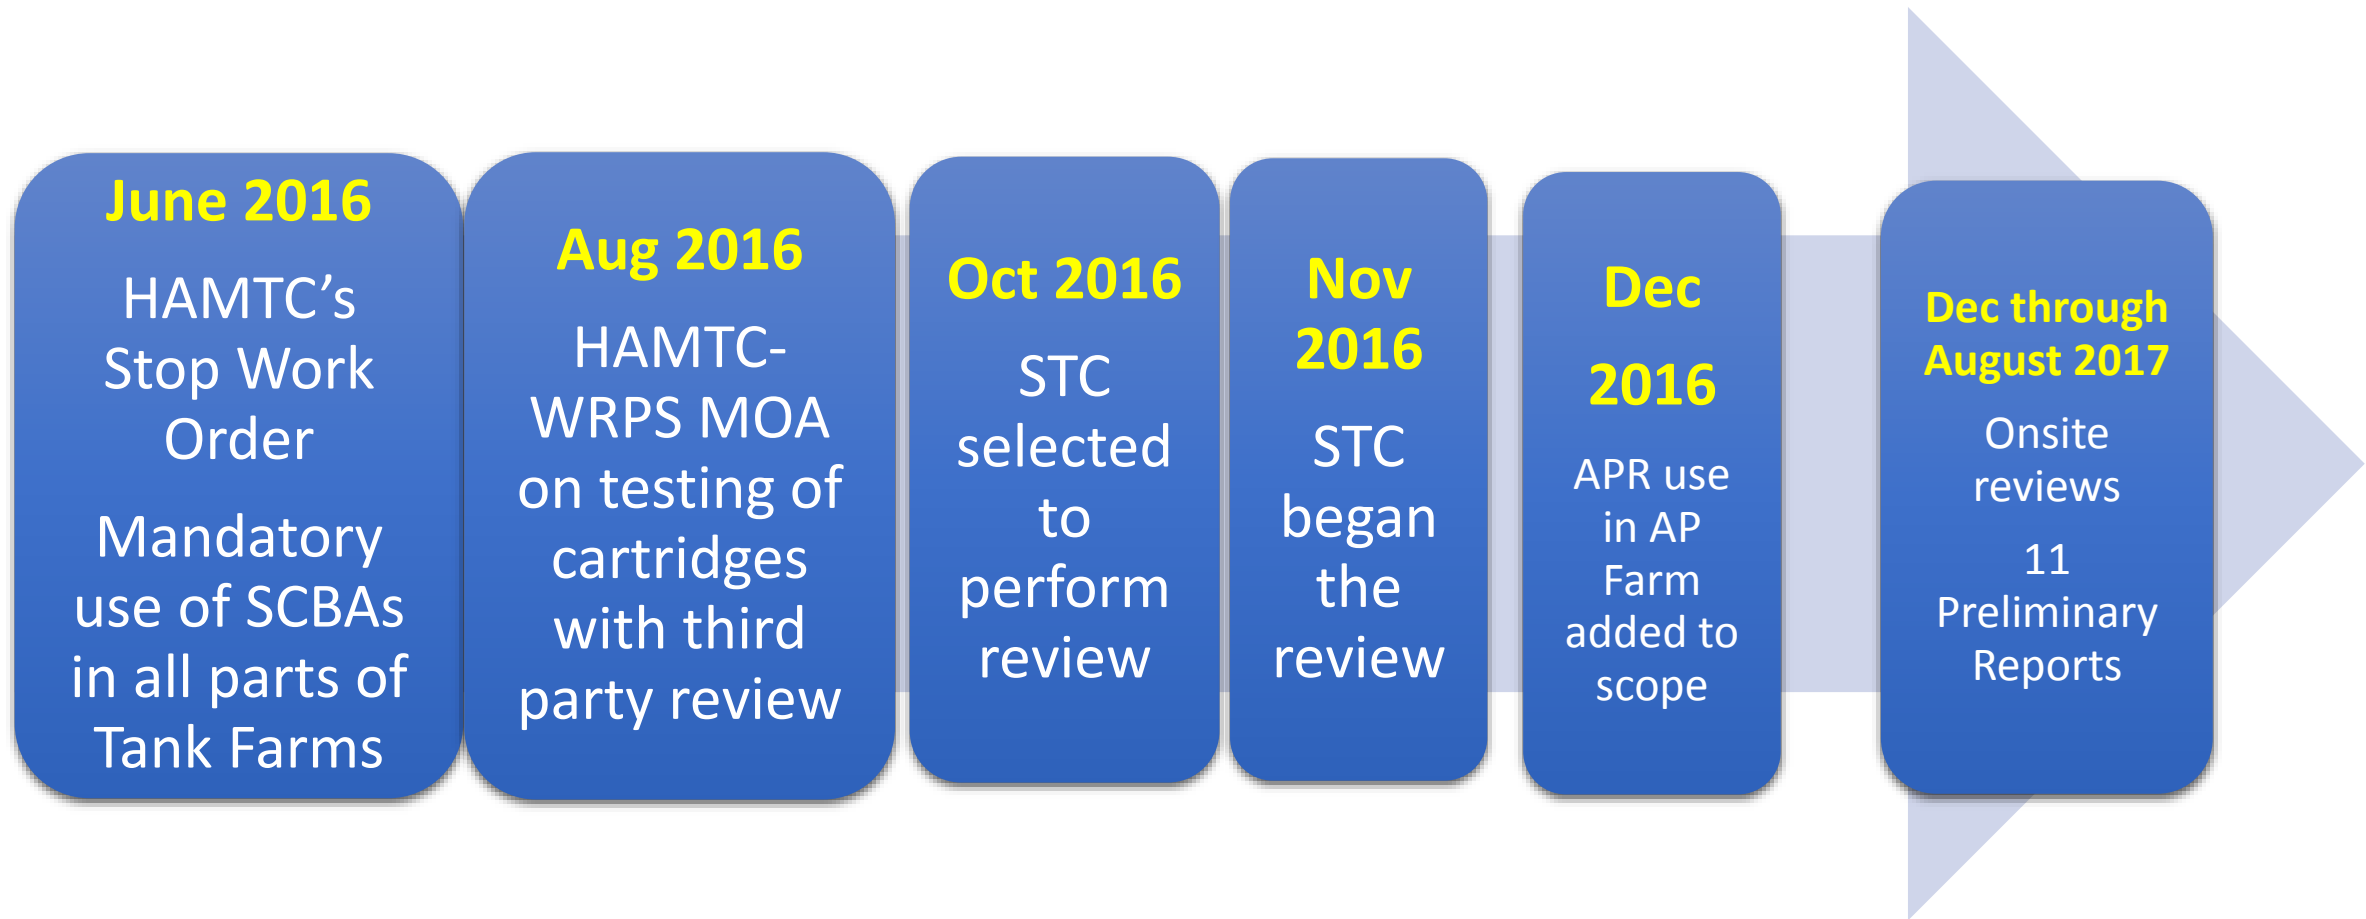 June 2016
HAMTC’s
Stop Work
Order
Mandatory
use of SCBAs
in all parts of
Tank Farms
Aug 2016
HAMTC-
WRPS MOA
on testing of
cartridges
with third
party review
Oct 2016
STC
selected
to
perform
review
Nov
2016
STC
began
the
review
Dec
2016
APR use
in AP
Farm
added to
scope
Dec through
August 2017
Onsite
reviews
11
Preliminary
Reports